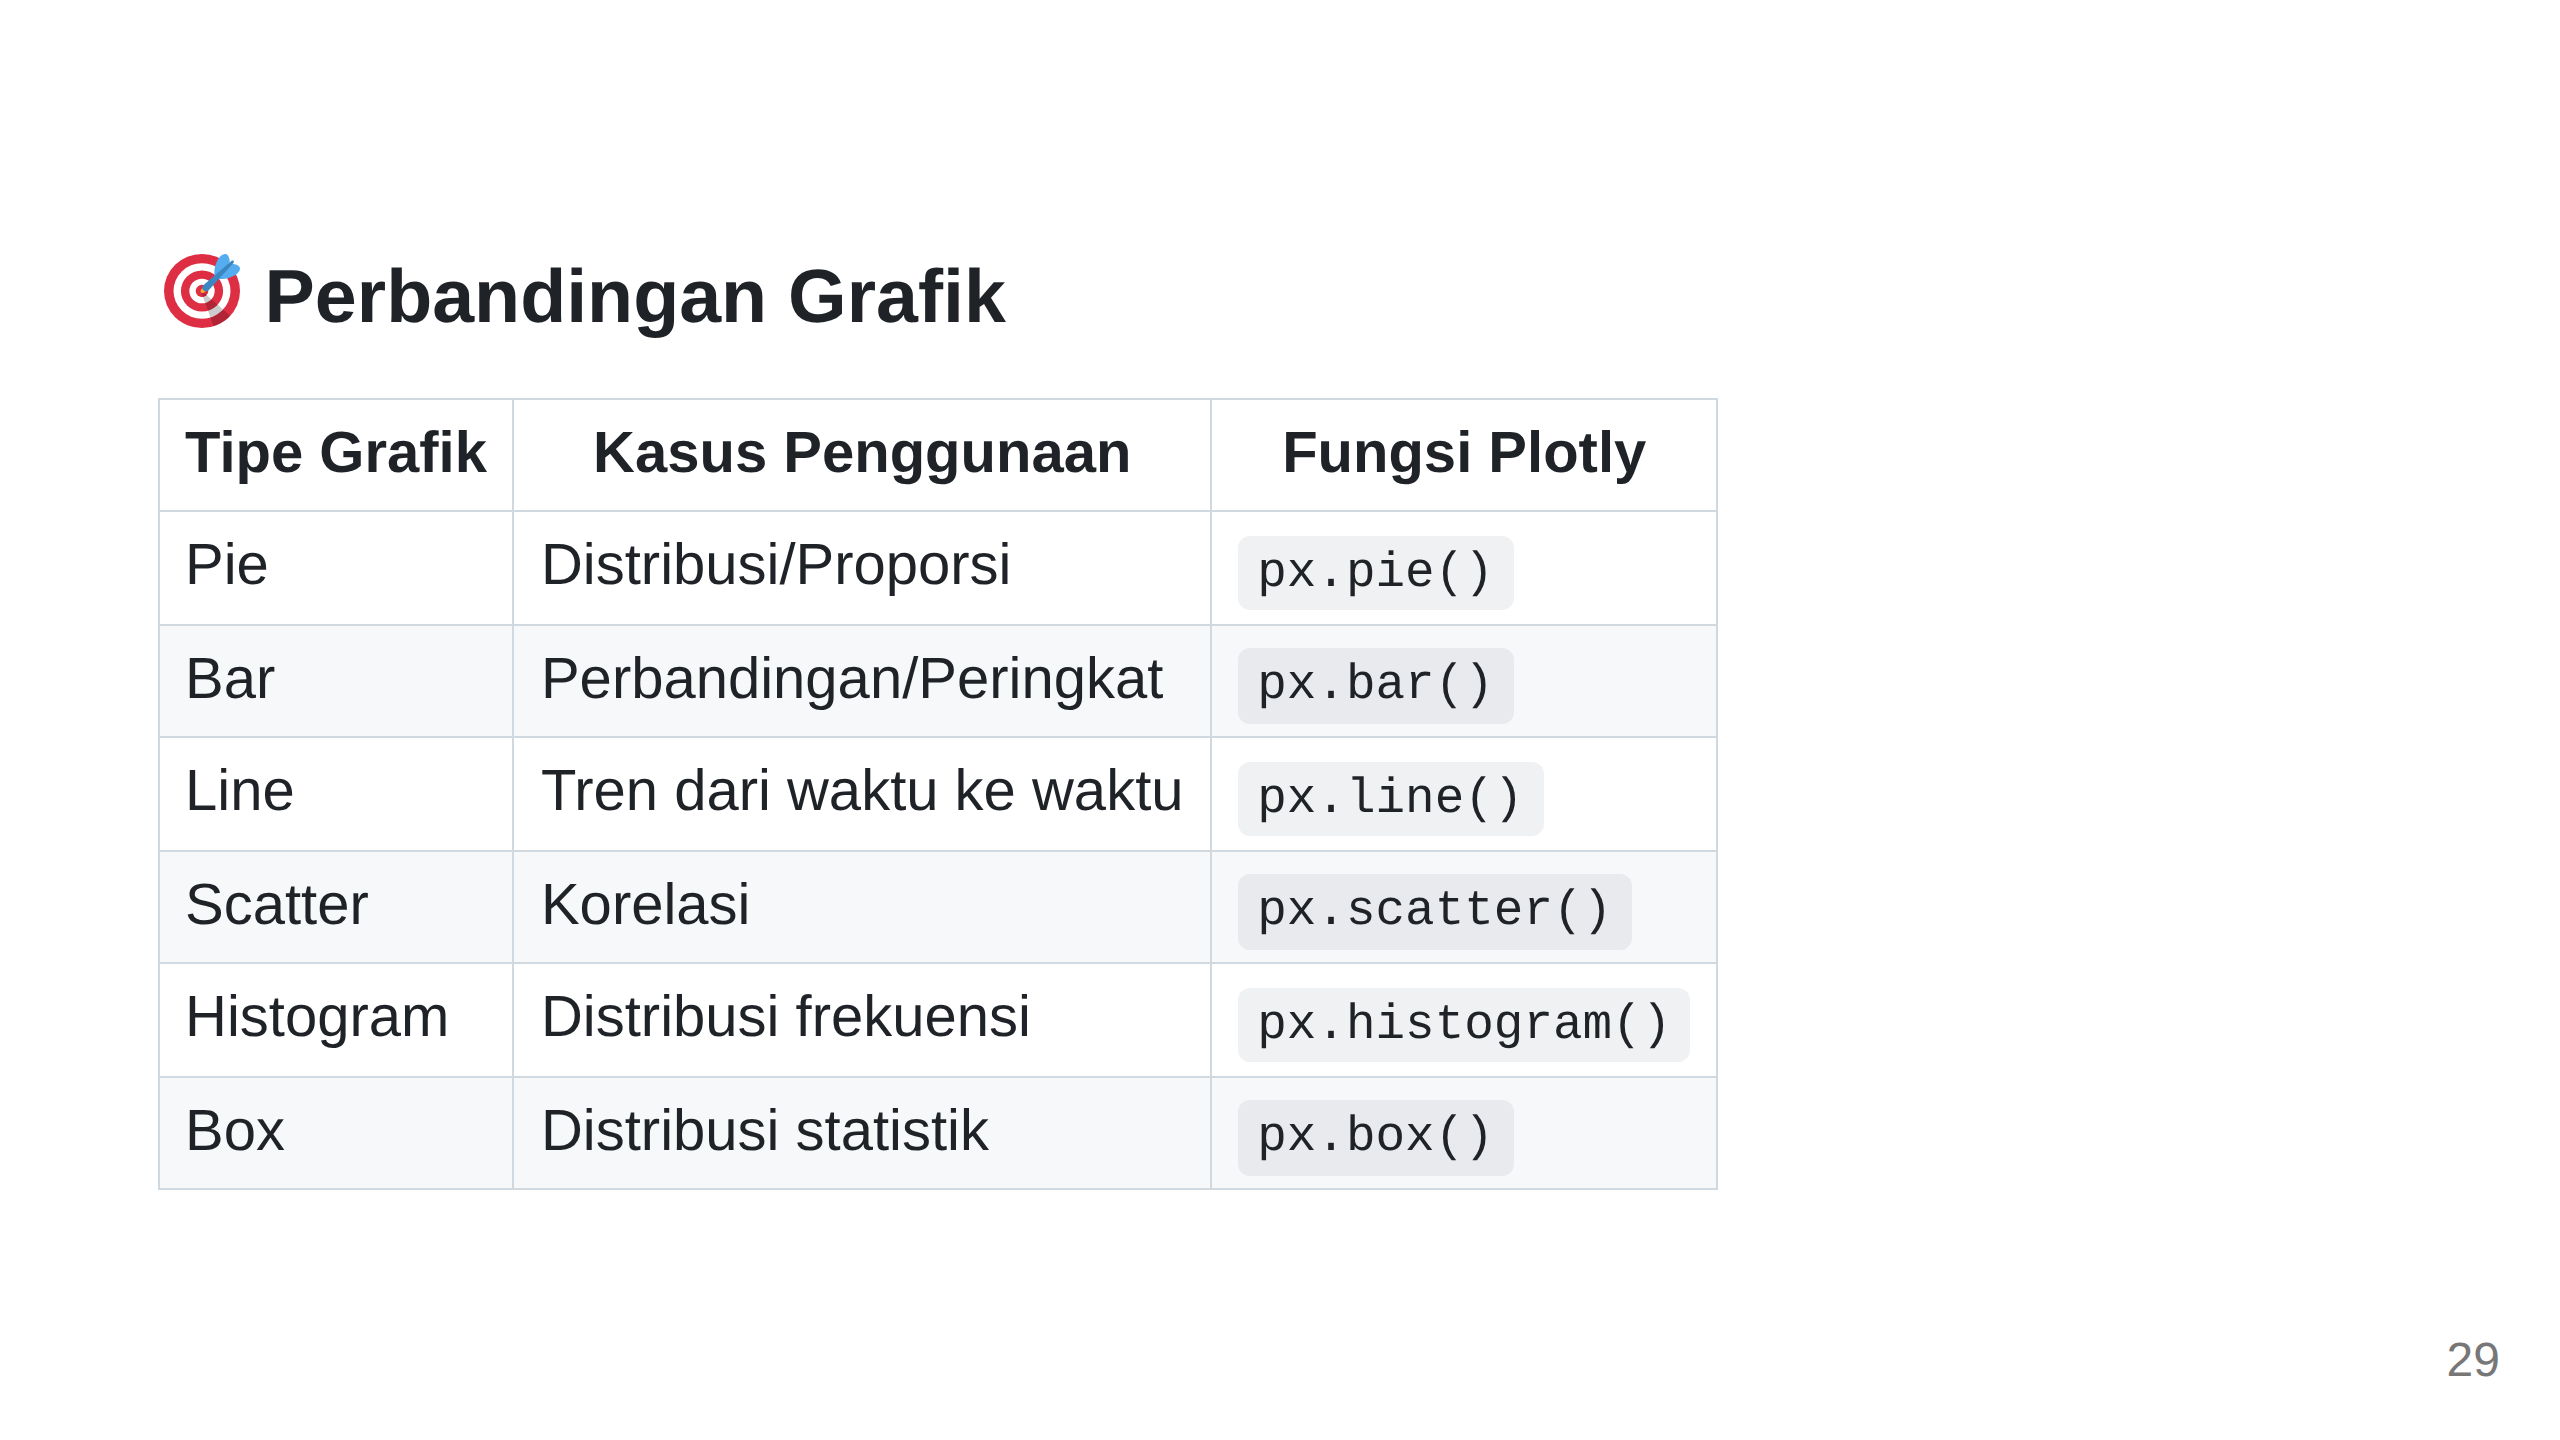 Perbandingan Grafik
Tipe Grafik Kasus Penggunaan Fungsi Plotly
Pie Distribusi/Proporsi px.pie()
Bar Perbandingan/Peringkat px.bar()
Line Tren dari waktu ke waktu px.line()
Scatter Korelasi px.scatter()
Histogram Distribusi frekuensi px.histogram()
Box Distribusi statistik px.box()
29